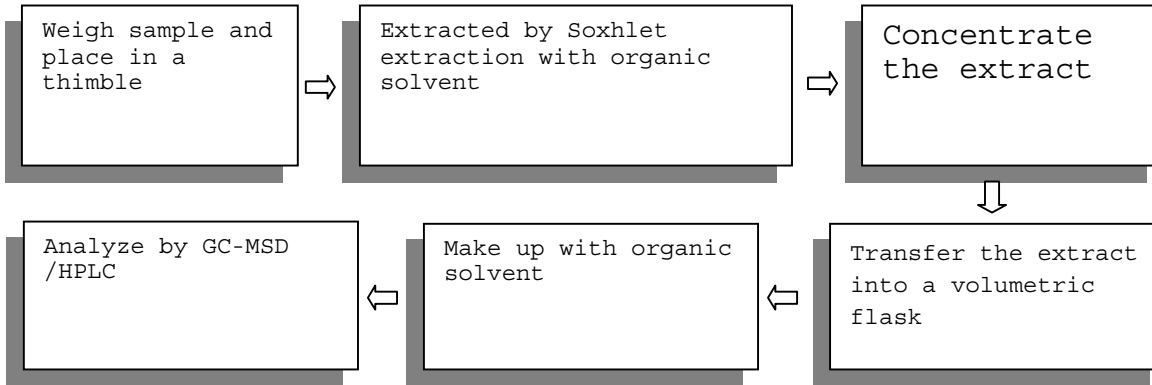 Weigh sample and
place in a
thimble
Extracted by Soxhlet
extraction with organic
solvent
Concentrate
the extract
Transfer the extract
into a volumetric
flask
Make up with organic
solvent
Analyze by GC-MSD
/HPLC